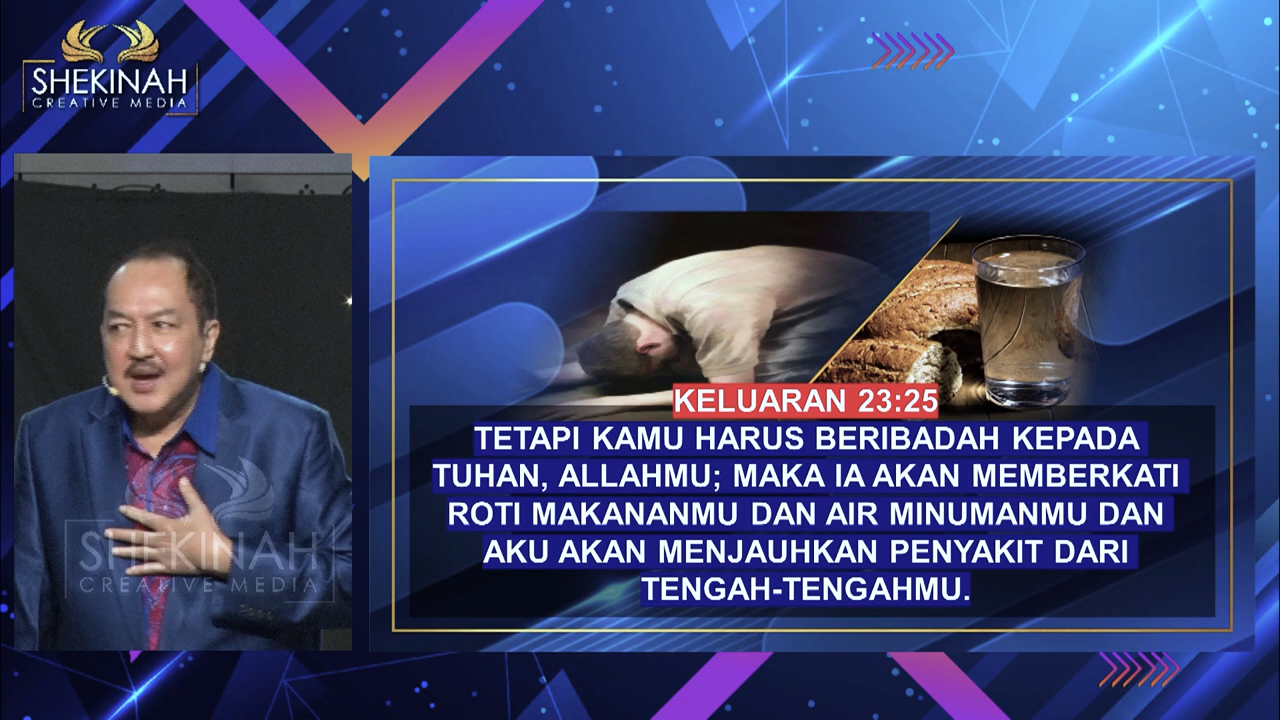 SHEKINAH
CREATIVE MEDIA
KELUARAN 23:25
TETAPI KAMU HARUS BERIBADAH KEPADA
TUHAN, ALLAHMU; MAKA IA AKAN MEMBERKATI
ROTI MAKANANMU DAN AIR MINUMANMU DAN
AKU AKAN MENJAUHKAN PENYAKIT DARI
TENGAH-TENGAHMU.
SHEKINAH
CREATIVE MEDIA